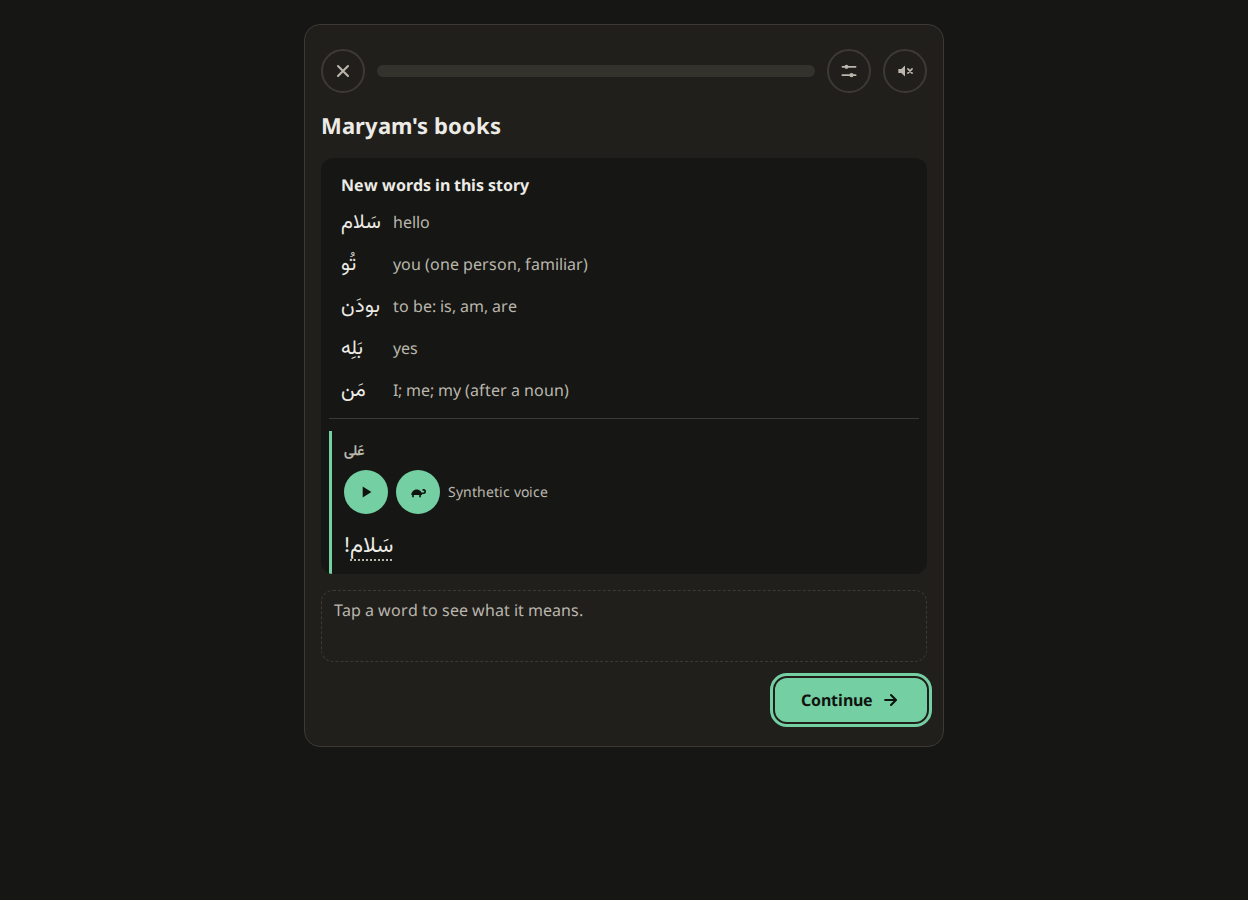 Maryam's books
New words in this story
سَلام hello
تُو you (one person, familiar)
بودَن to be: is, am, are
بَلِه yes
مَن I; me; my (after a noun)
عَلی
Synthetic voice
سَلام!
Tap a word to see what it means.
Continue